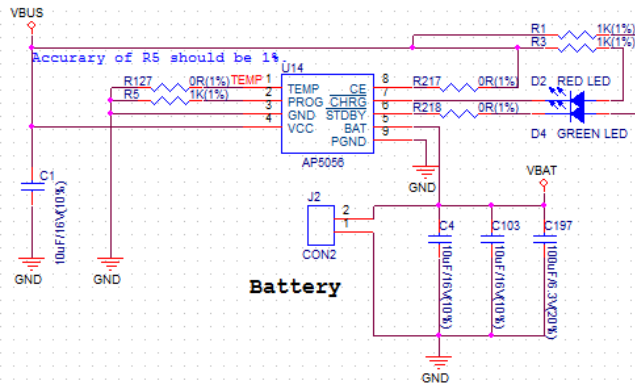 VBUS
R1 1K(1%)
R3 1K(1%)
Accurary of R5 should be 1%.
U14
R127 0R(1%) TEMP 1 TEMP CE 8 R217 0R(1%) D2 RED LED
R5 1K(1%) 2 PROG CHRG 7
3 GND STDBY 6 R218 0R(1%)
4 VCC BAT 5
PGND 9
D4 GREEN LED
AP5056
C1
10uF/16V(10%)
GND
GND
GND
VBAT
J2
2
1
CON2
C4
10uF/16V(10%)
C103
10uF/16V(10%)
C197
100uF/6.3V(20%)
Battery
GND